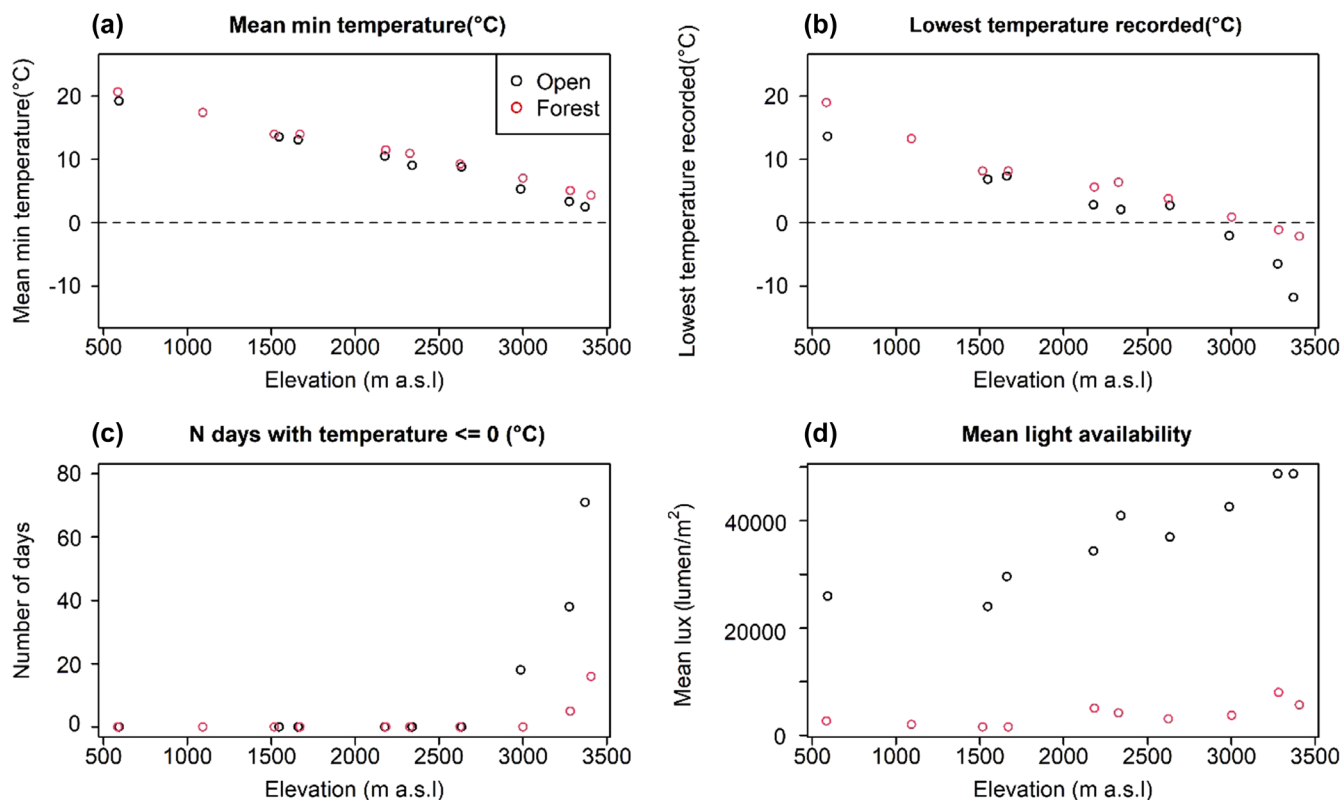 (a) Mean min temperature(°C)
Mean min temperature(°C)
20
10
0
-10
Open
Forest
500 1000 1500 2000 2500 3000 3500
Elevation (m a.s.l)
(b) Lowest temperature recorded(°C)
Lowest temperature recorded(°C)
20
10
0
-10
500 1000 1500 2000 2500 3000 3500
Elevation (m a.s.l)
(c) N days with temperature <= 0 (°C)
Number of days
80
60
40
20
0
500 1000 1500 2000 2500 3000 3500
Elevation (m a.s.l)
(d) Mean light availability
Mean lux (lumen/m²)
40000
20000
0
500 1000 1500 2000 2500 3000 3500
Elevation (m a.s.l)